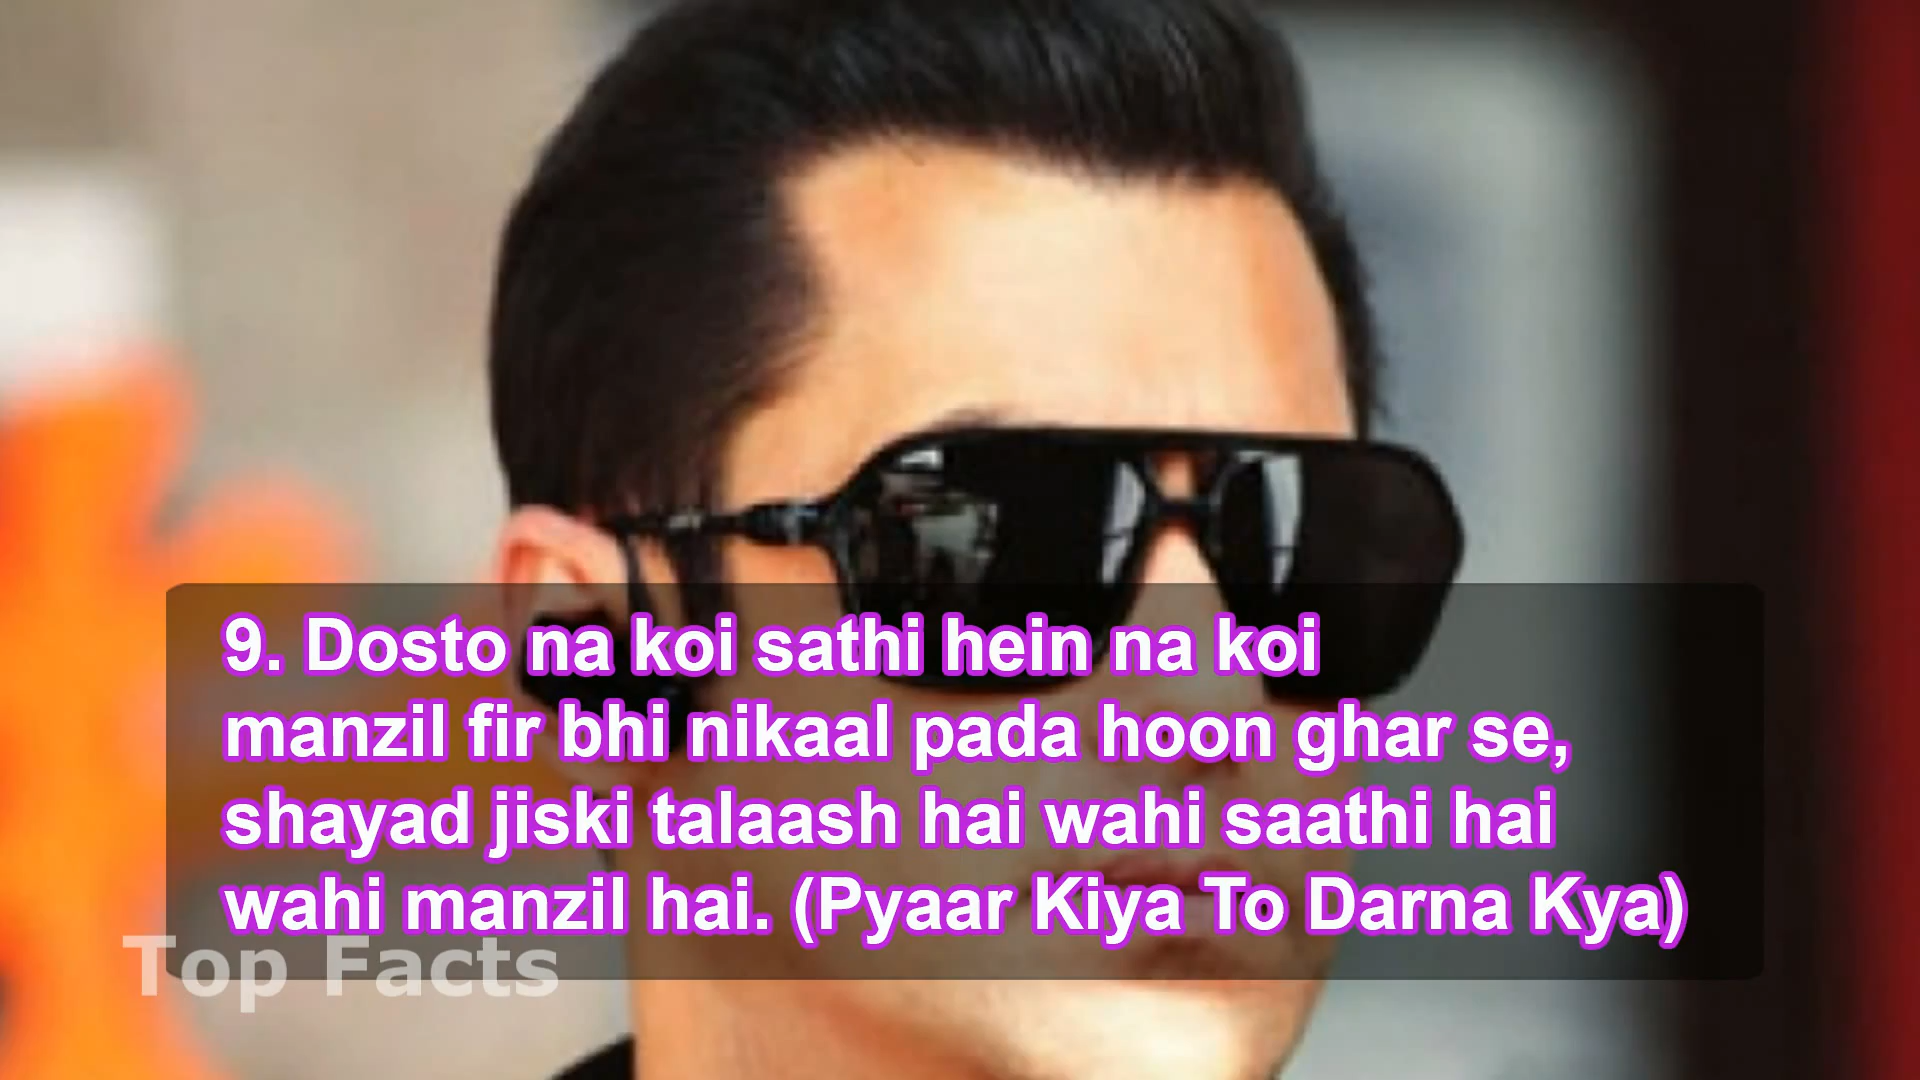 9. Dosto na koi sathi hein na koi
manzil fir bhi nikaal pada hoon ghar se,
shayad jiski talaash hai wahi saathi hai
wahi manzil hai. (Pyaar Kiya To Darna Kya)
Top Facts